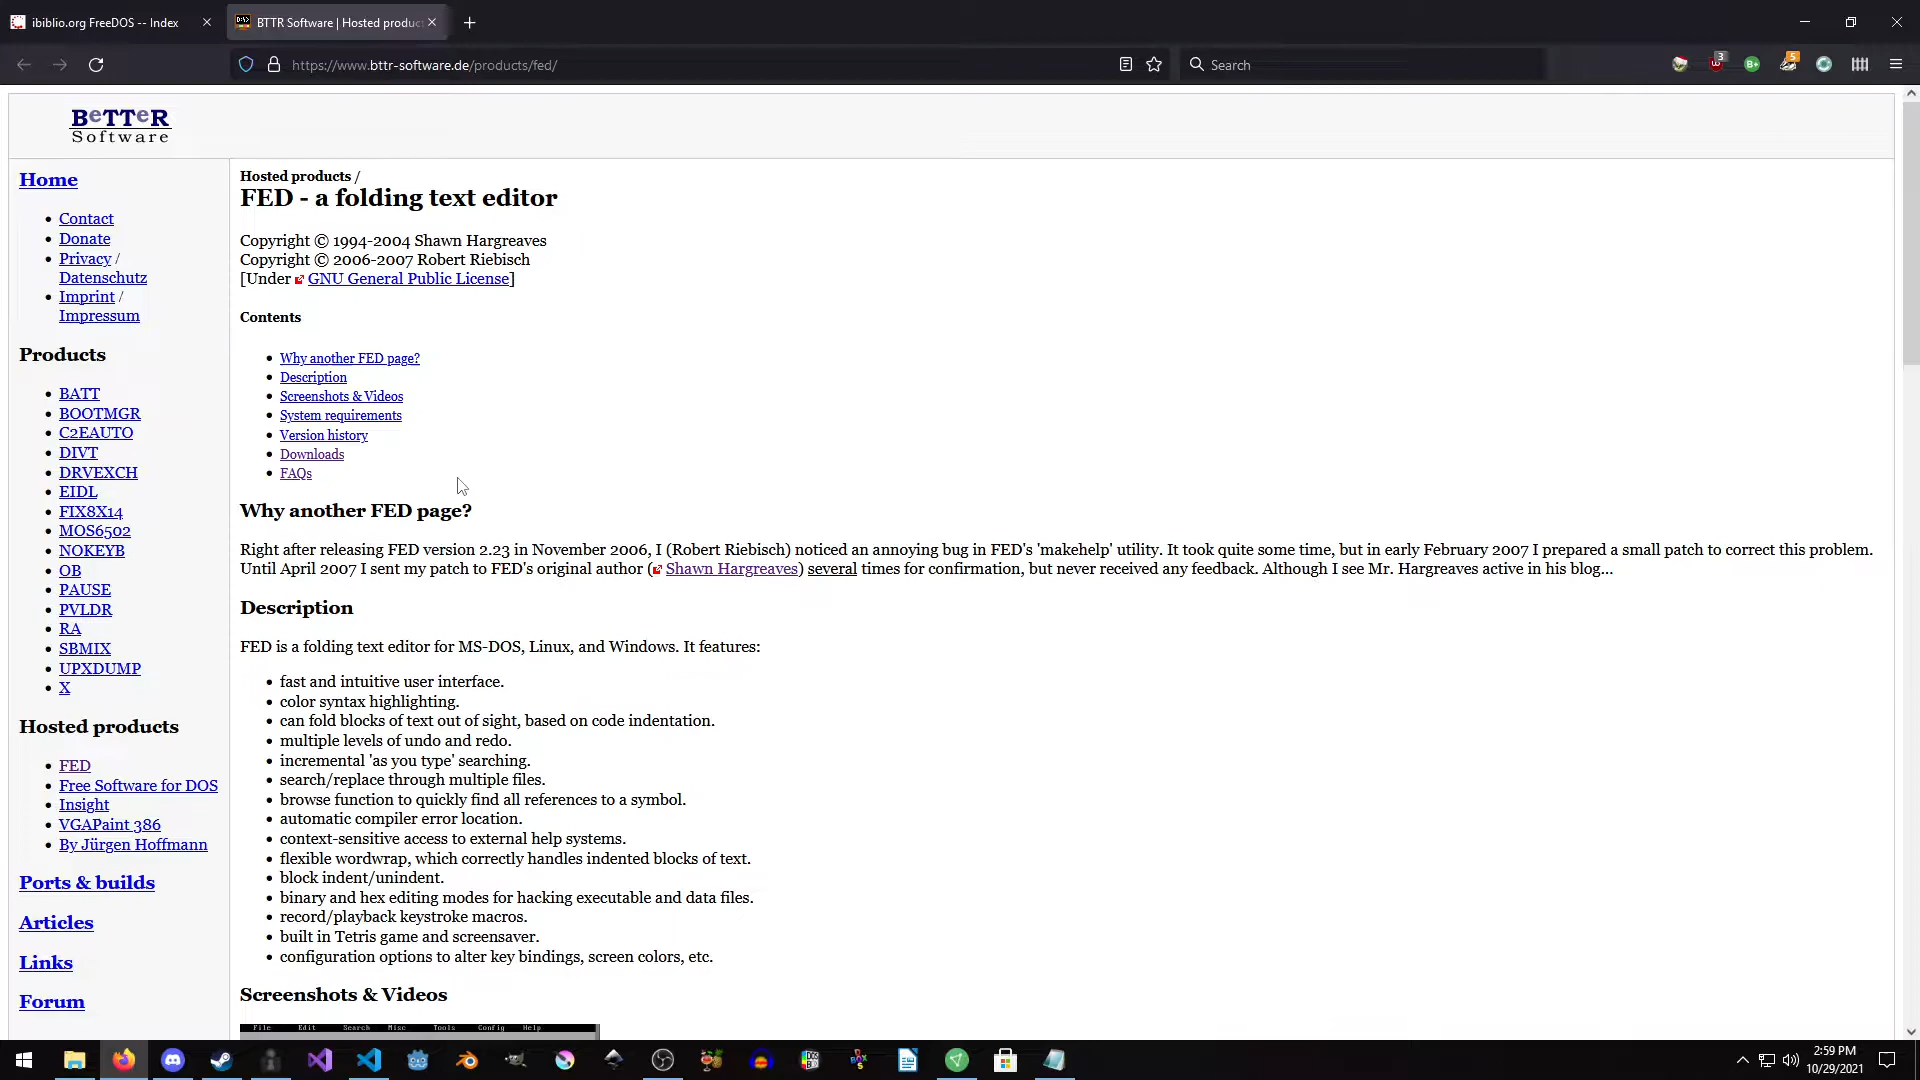 ibiblio.org FreeDOS -- Index
BTTR Software | Hosted produc
https://www.bttr-software.de/products/fed/
Search
3
5
BeTTeR
Software
Home
Contact
Donate
Privacy /
Datenschutz
Imprint /
Impressum
Products
BATT
BOOTMGR
C2EAUTO
DIVT
DRVEXCH
EIDL
FIX8X14
MOS6502
NOKEYB
OB
PAUSE
PVLDR
RA
SBMIX
UPXDUMP
X
Hosted products
FED
Free Software for DOS
Insight
VGAPaint 386
By Jürgen Hoffmann
Ports & builds
Articles
Links
Forum
Hosted products /
FED - a folding text editor
Copyright © 1994-2004 Shawn Hargreaves
Copyright © 2006-2007 Robert Riebisch
[Under GNU General Public License]
Contents
Why another FED page?
Description
Screenshots & Videos
System requirements
Version history
Downloads
FAQs
Why another FED page?
Right after releasing FED version 2.23 in November 2006, I (Robert Riebisch) noticed an annoying bug in FED's 'makehelp' utility. It took quite some time, but in early February 2007 I prepared a small patch to correct this problem.
Until April 2007 I sent my patch to FED's original author (Shawn Hargreaves) several times for confirmation, but never received any feedback. Although I see Mr. Hargreaves active in his blog...
Description
FED is a folding text editor for MS-DOS, Linux, and Windows. It features:
fast and intuitive user interface.
color syntax highlighting.
can fold blocks of text out of sight, based on code indentation.
multiple levels of undo and redo.
incremental 'as you type' searching.
search/replace through multiple files.
browse function to quickly find all references to a symbol.
automatic compiler error location.
context-sensitive access to external help systems.
flexible wordwrap, which correctly handles indented blocks of text.
block indent/unindent.
binary and hex editing modes for hacking executable and data files.
record/playback keystroke macros.
built in Tetris game and screensaver.
configuration options to alter key bindings, screen colors, etc.
Screenshots & Videos
File Edit Search Misc Tools Config Help
2:59 PM
10/29/2021